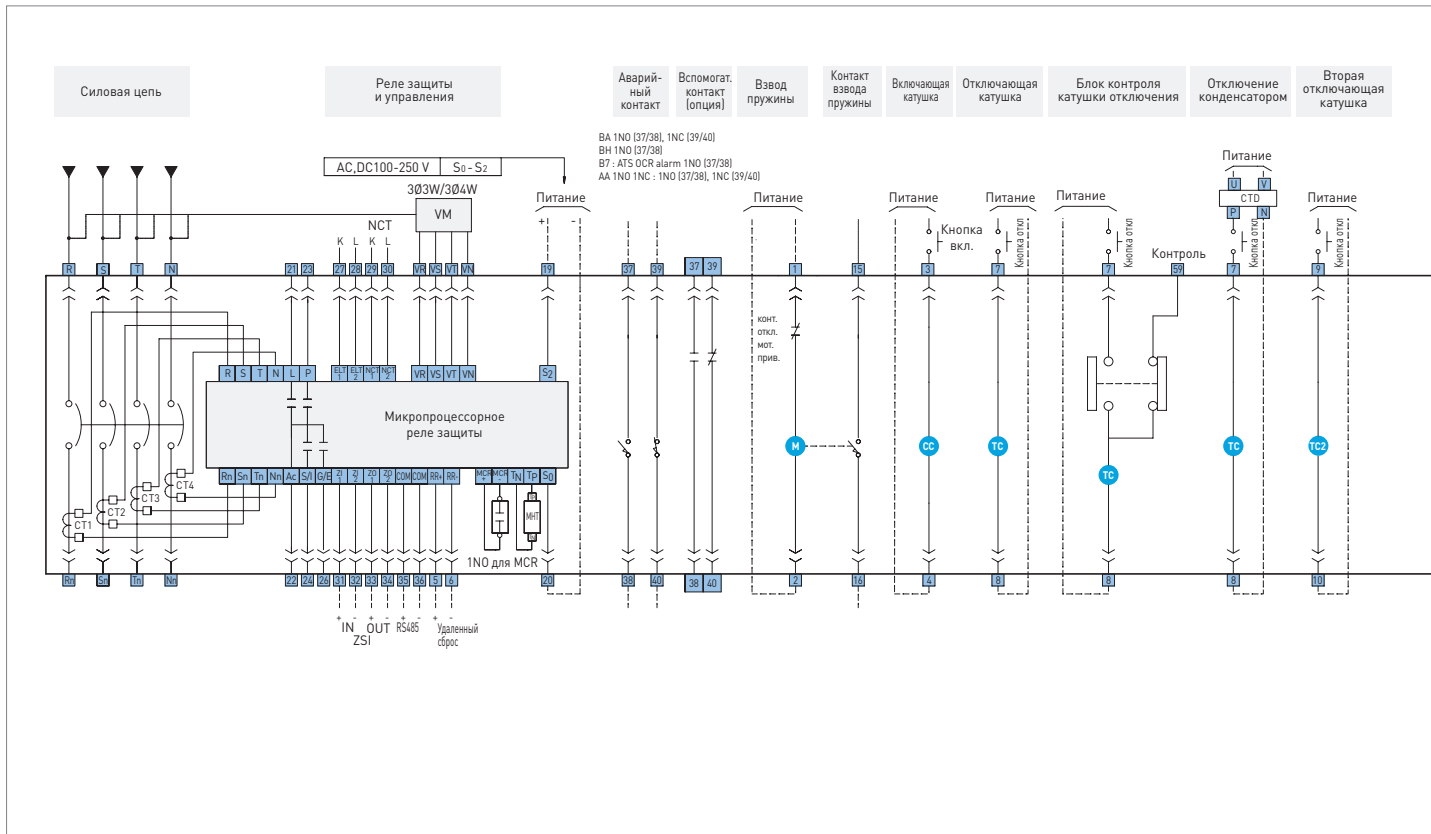 Силовая цепь
Реле защиты
и управления
Аварий-
ный
контакт
Вспомогат.
контакт
(опция)
Взвод
пружины
Контакт
взвода
пружины
Включающая
катушка
Отключающая
катушка
Блок контроля
катушки отключения
Отключение
конденсатором
Вторая
отключающая
катушка
BA 1NO (37/38), 1NC (39/40)
BH 1NO (37/38)
B7 : ATS OCR alarm 1NO (37/38)
AA 1NO 1NC : 1NO (37/38), 1NC (39/40)
AC,DC100-250 V S0 - S2
3Ø3W/3Ø4W
VM
NCT
K L K L
Питание
+ -
Питание
Питание
Кнопка
вкл.
Питание
Кнопка откл
Питание
Кнопка откл
Контроль
Питание
U V
CTD
P N
Кнопка откл
Питание
Кнопка откл
R S T N 21 23 27 28 29 30 VR VS VT VN 19 37 39 37 39 1 15 3 7 7 59 7 9
конт.
откл.
мот.
прив.
R S T N L P ELT 1 ELT 2 NCT 1 NCT 2 VR VS VT VN S2
Микропроцессорное
реле защиты
M CC TC TC TC TC2
Rn Sn Tn Nn Ac S/I G/E ZI 1 ZI 2 ZO 1 ZO 2 COM COM RR+ RR- MCR + MCR - TN TP S0
CT1 CT2 CT3 CT4
MHT
1NO для MCR
Rn Sn Tn Nn 22 24 26 31 32 33 34 35 36 5 6 20 38 40 38 40 2 16 4 8 8 8 10
+ - + - + - + -
IN OUT RS485 Удаленный
ZSI сброс